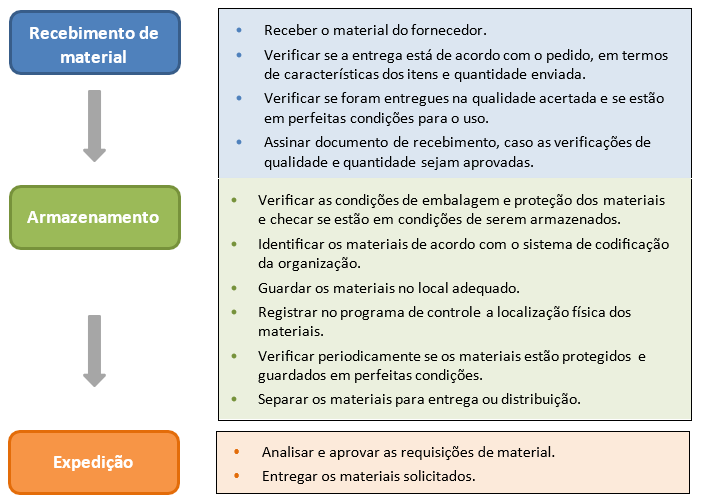 Recebimento de
material
• Receber o material do fornecedor.
• Verificar se a entrega está de acordo com o pedido, em termos
de características dos itens e quantidade enviada.
• Verificar se foram entregues na qualidade acertada e se estão
em perfeitas condições para o uso.
• Assinar documento de recebimento, caso as verificações de
qualidade e quantidade sejam aprovadas.
Armazenamento
• Verificar as condições de embalagem e proteção dos materiais
e checar se estão em condições de serem armazenados.
• Identificar os materiais de acordo com o sistema de codificação
da organização.
• Guardar os materiais no local adequado.
• Registrar no programa de controle a localização física dos
materiais.
• Verificar periodicamente se os materiais estão protegidos e
guardados em perfeitas condições.
• Separar os materiais para entrega ou distribuição.
Expedição
• Analisar e aprovar as requisições de material.
• Entregar os materiais solicitados.